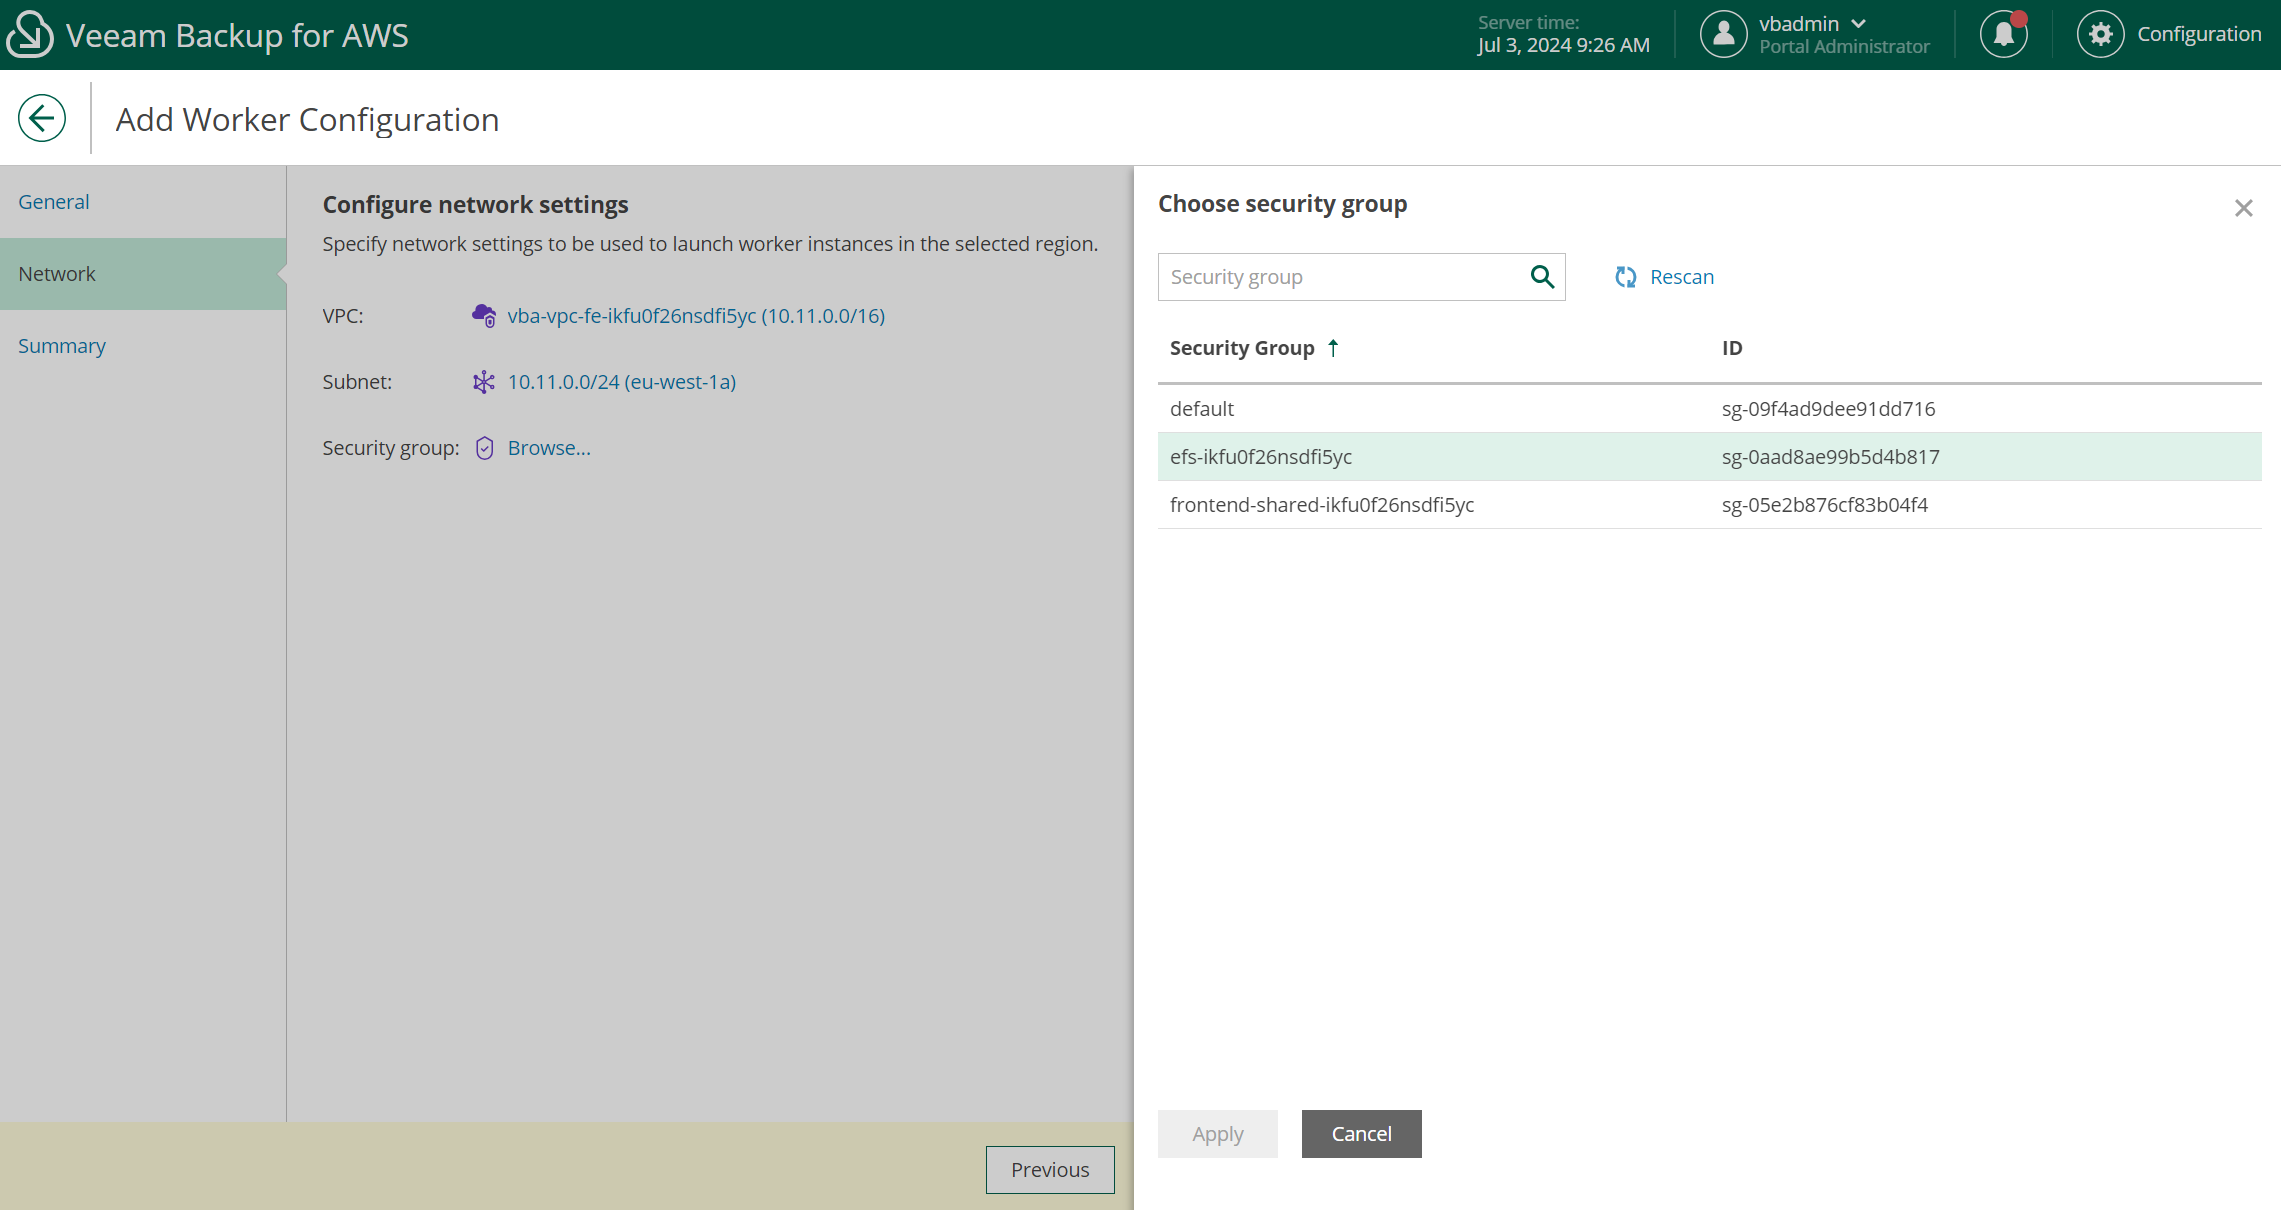 Veeam Backup for AWS
Server time:
Jul 3, 2024 9:26 AM
vbadmin
Portal Administrator
Configuration
Add Worker Configuration
General
Network
Summary
Configure network settings
Specify network settings to be used to launch worker instances in the selected region.
VPC: vba-vpc-fe-ikfu0f26nsdfi5yc (10.11.0.0/16)
Subnet: 10.11.0.0/24 (eu-west-1a)
Security group: Browse...
Previous
Choose security group
Security group
Rescan
Security Group ID
default sg-09f4ad9dee91dd716
efs-ikfu0f26nsdfi5yc sg-0aad8ae99b5d4b817
frontend-shared-ikfu0f26nsdfi5yc sg-05e2b876cf83b04f4
Apply Cancel